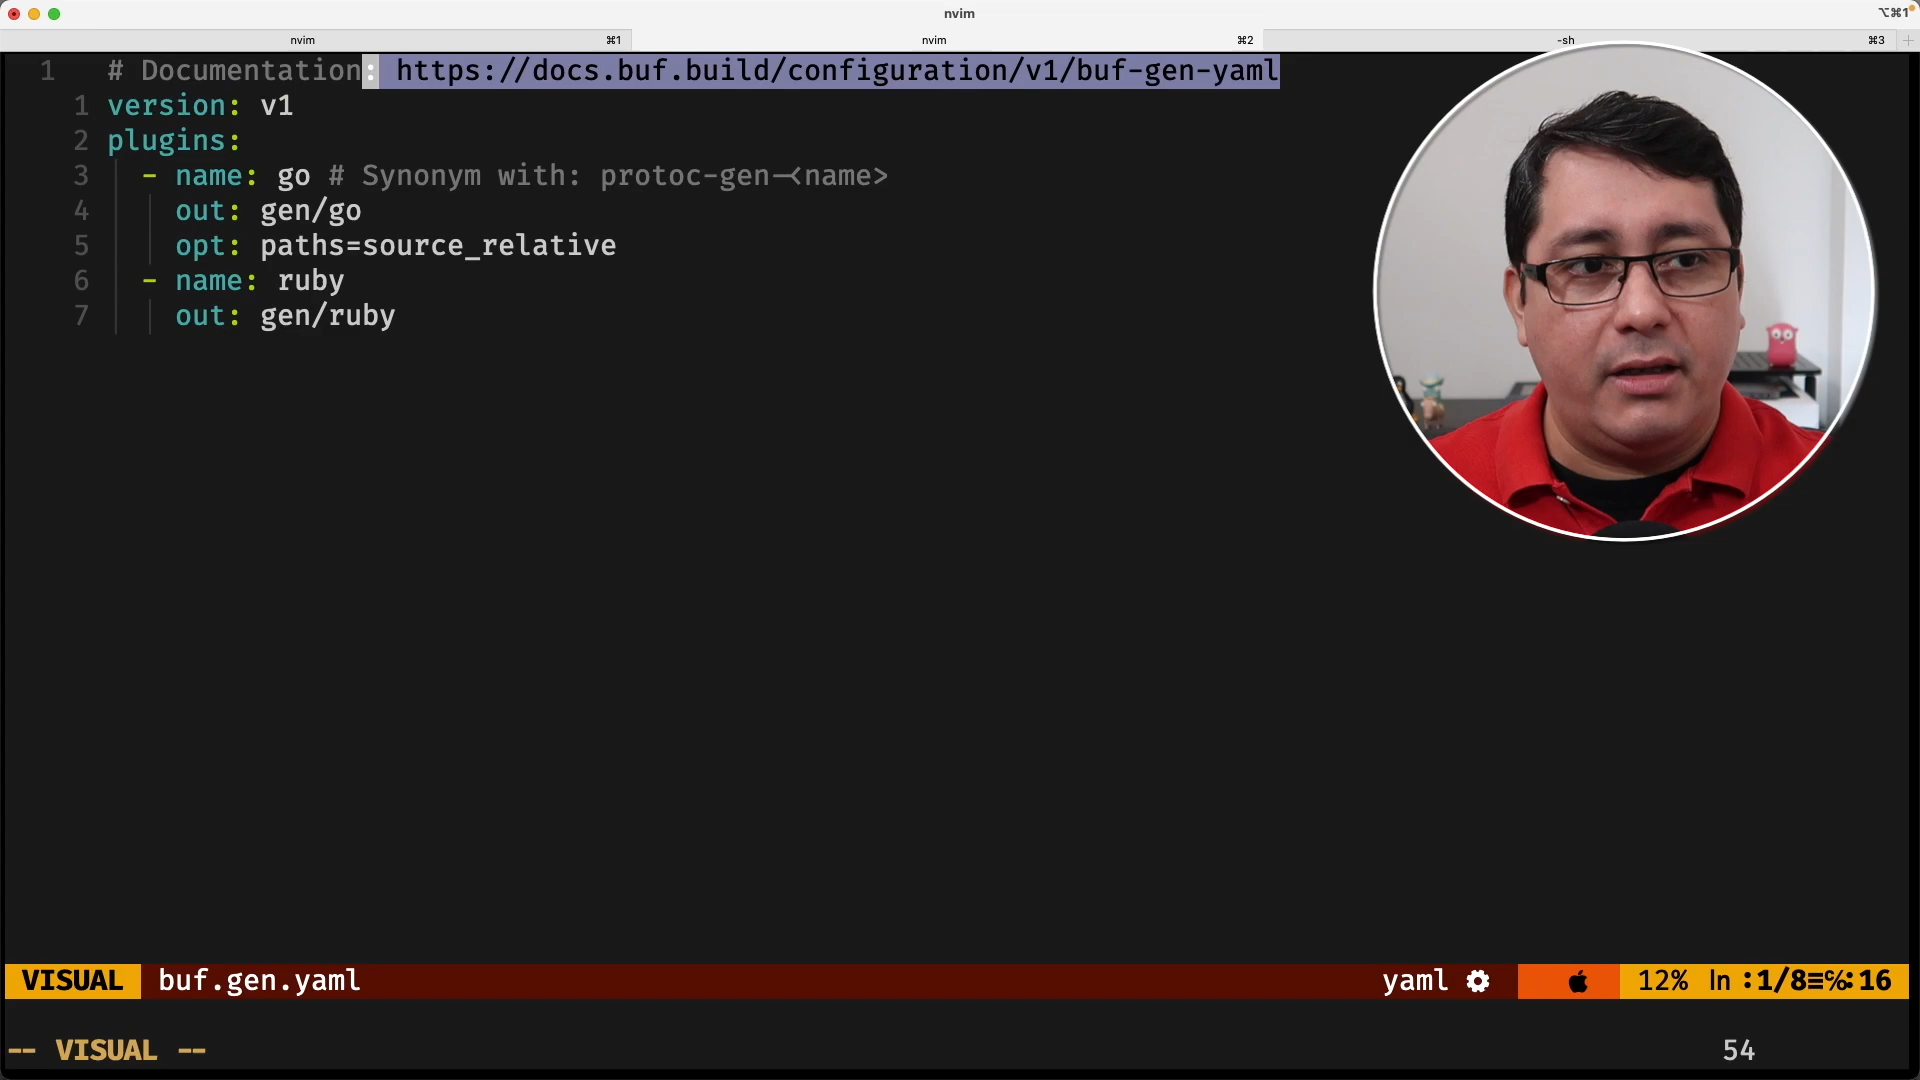 nvim
⌥⌘1
nvim ⌘1 nvim ⌘2 -sh ⌘3
1 # Documentation: https://docs.buf.build/configuration/v1/buf-gen-yaml
1 version: v1
2 plugins:
3 - name: go # Synonym with: protoc-gen-<name>
4 out: gen/go
5 opt: paths=source_relative
6 - name: ruby
7 out: gen/ruby
VISUAL buf.gen.yaml yaml 12% ln :1/8≡℅:16
-- VISUAL -- 54